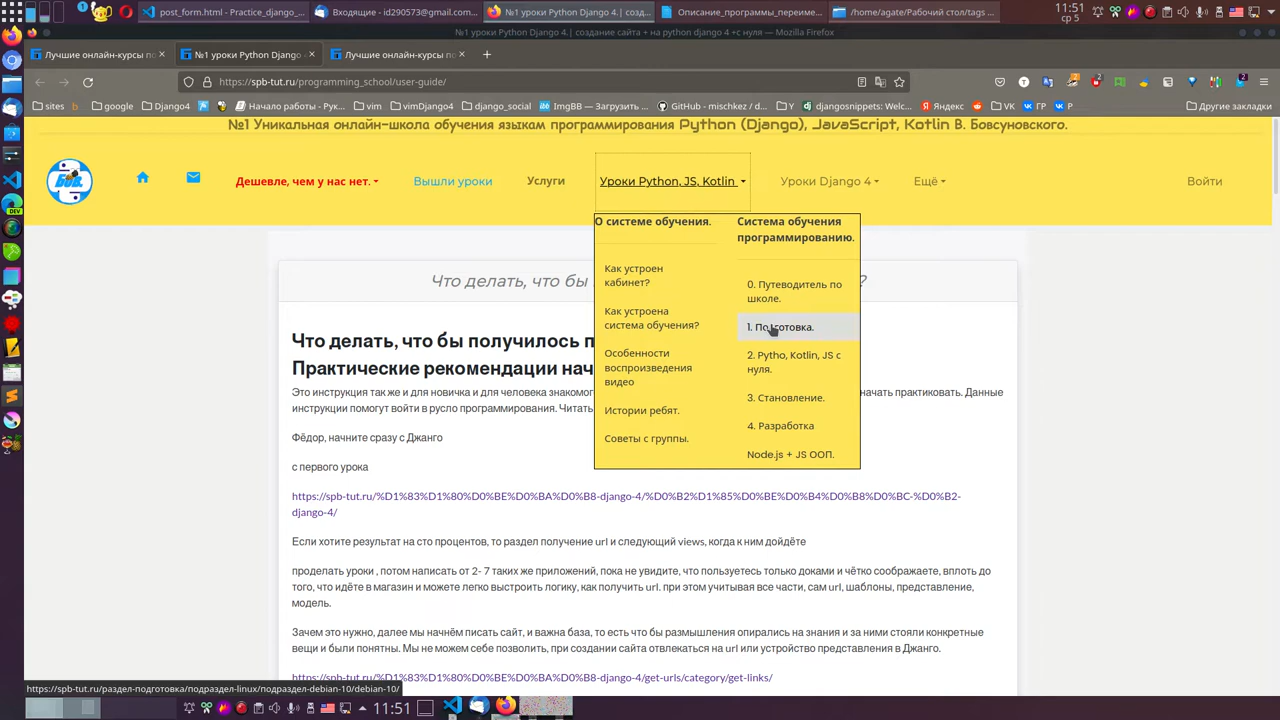 post_form.html - Practice_django_...
Входящие - id290573@gmail.com...
№1 уроки Python Django 4.| созд...
Описание_программы_переиме...
/home/agate/Рабочий стол/tags ...
11:51
ср 5
№1 уроки Python Django 4.| создание сайта + на python django 4 +с нуля — Mozilla Firefox
Лучшие онлайн-курсы по
№1 уроки Python Django
Лучшие онлайн-курсы по
https://spb-tut.ru/programming_school/user-guide/
sites
b
google
Django4
Начало работы - Рук...
vim
vimDjango4
django_social
ImgBB — Загрузить ...
GitHub - mischkez / d...
Y
djangosnippets: Welc...
Яндекс
VK
ГР
Р
Другие закладки
№1 Уникальная онлайн-школа обучения языкам программирования Python (Django), JavaScript, Kotlin В. Бовсуновского.
БоВ.
Дешевле, чем у нас нет.
Вышли уроки
Услуги
Уроки Python, JS, Kotlin
Уроки Django 4
Ещё
Войти
О системе обучения.
Как устроен
кабинет?
Как устроена
система обучения?
Особенности
воспроизведения
видео
Истории ребят.
Советы с группы.
Система обучения
программированию.
0. Путеводитель по
школе.
1. Подготовка.
2. Pytho, Kotlin, JS с
нуля.
3. Становление.
4. Разработка
Node.js + JS ООП.
Что делать, что бы
?
Что делать, что бы получилось п
Практические рекомендации нач
Это инструкция так же и для новичка и для человека знакомог
начать практиковать. Данные
инструкции помогут войти в русло программирования. Читать
Фёдор, начните сразу с Джанго
с первого урока
https://spb-tut.ru/%D1%83%D1%80%D0%BE%D0%BA%D0%B8-django-4/%D0%B2%D1%85%D0%BE%D0%B4%D0%B8%D0%BC-%D0%B2-
django-4/
Если хотите результат на сто процентов, то раздел получение url и следующий views, когда к ним дойдёте
проделать уроки , потом написать от 2- 7 таких же приложений, пока не увидите, что пользуетесь только доками и чётко соображаете, вплоть до
того, что идёте в магазин и можете легко выстроить логику, как получить url. при этом учитывая все части, сам url, шаблоны, представление,
модель.
Зачем это нужно, далее мы начнём писать сайт, и важна база, то есть что бы размышления опирались на знания и за ними стояли конкретные
вещи и были понятны. Мы не можем себе позволить, при создании сайта отвлекаться на url или устройство представления в Джанго.
https://spb-tut.ru/%D1%83%D1%80%D0%BE%D0%BA%D0%B8-django-4/get-urls/category/get-links/
https://spb-tut.ru/раздел-подготовка/подраздел-linux/подраздел-debian-10/debian-10/
11:51